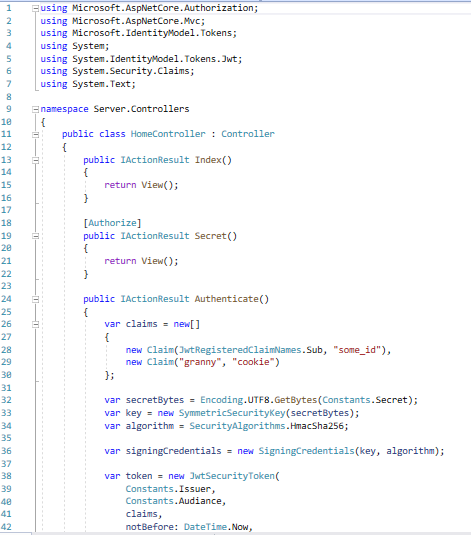 1 using Microsoft.AspNetCore.Authorization;
2 using Microsoft.AspNetCore.Mvc;
3 using Microsoft.IdentityModel.Tokens;
4 using System;
5 using System.IdentityModel.Tokens.Jwt;
6 using System.Security.Claims;
7 using System.Text;
8
9 namespace Server.Controllers
10 {
11 public class HomeController : Controller
12 {
13 public IActionResult Index()
14 {
15 return View();
16 }
17
18 [Authorize]
19 public IActionResult Secret()
20 {
21 return View();
22 }
23
24 public IActionResult Authenticate()
25 {
26 var claims = new[]
27 {
28 new Claim(JwtRegisteredClaimNames.Sub, "some_id"),
29 new Claim("granny", "cookie")
30 };
31
32 var secretBytes = Encoding.UTF8.GetBytes(Constants.Secret);
33 var key = new SymmetricSecurityKey(secretBytes);
34 var algorithm = SecurityAlgorithms.HmacSha256;
35
36 var signingCredentials = new SigningCredentials(key, algorithm);
37
38 var token = new JwtSecurityToken(
39 Constants.Issuer,
40 Constants.Audiance,
41 claims,
42 notBefore: DateTime.Now,